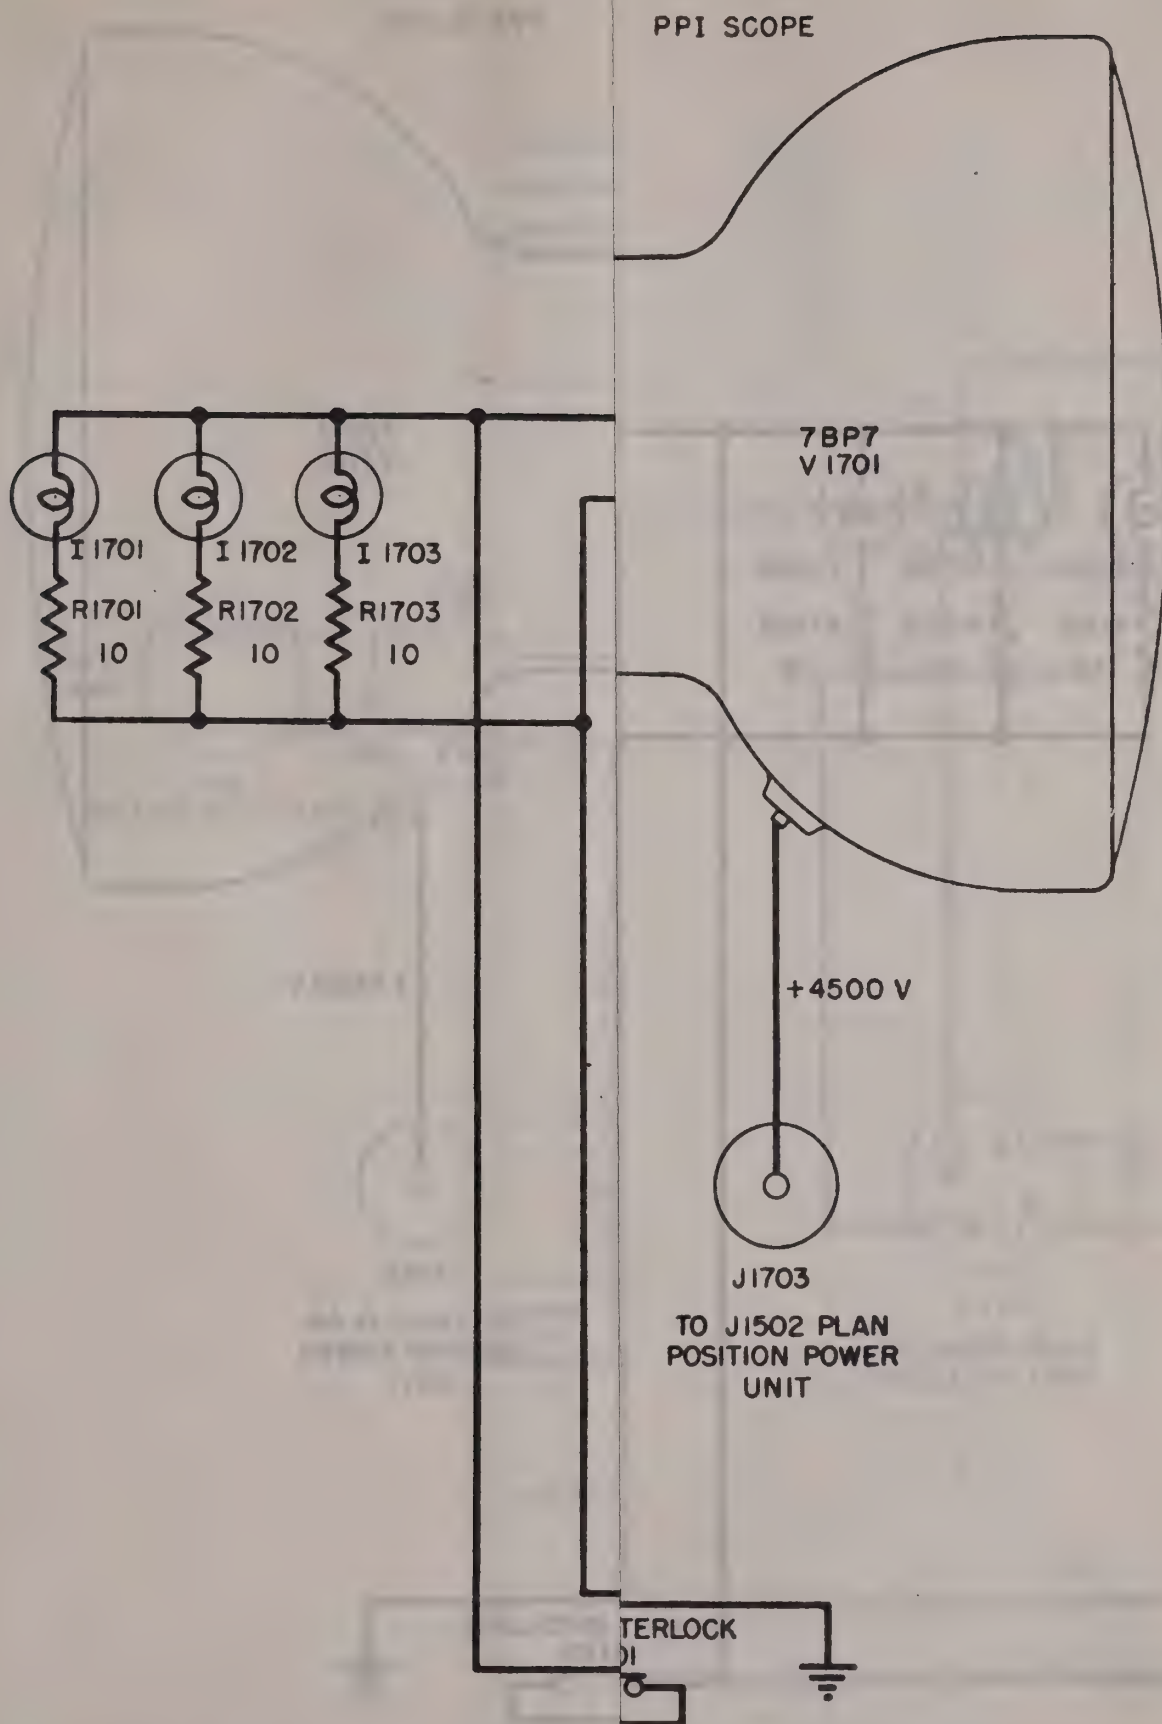 PPI SCOPE
7BP7
V 1701
I 1701
I 1702
I 1703
R1701
10
R1702
10
R1703
10
+4500 V
J1703
TO J1502 PLAN
POSITION POWER
UNIT
TERLOCK
01